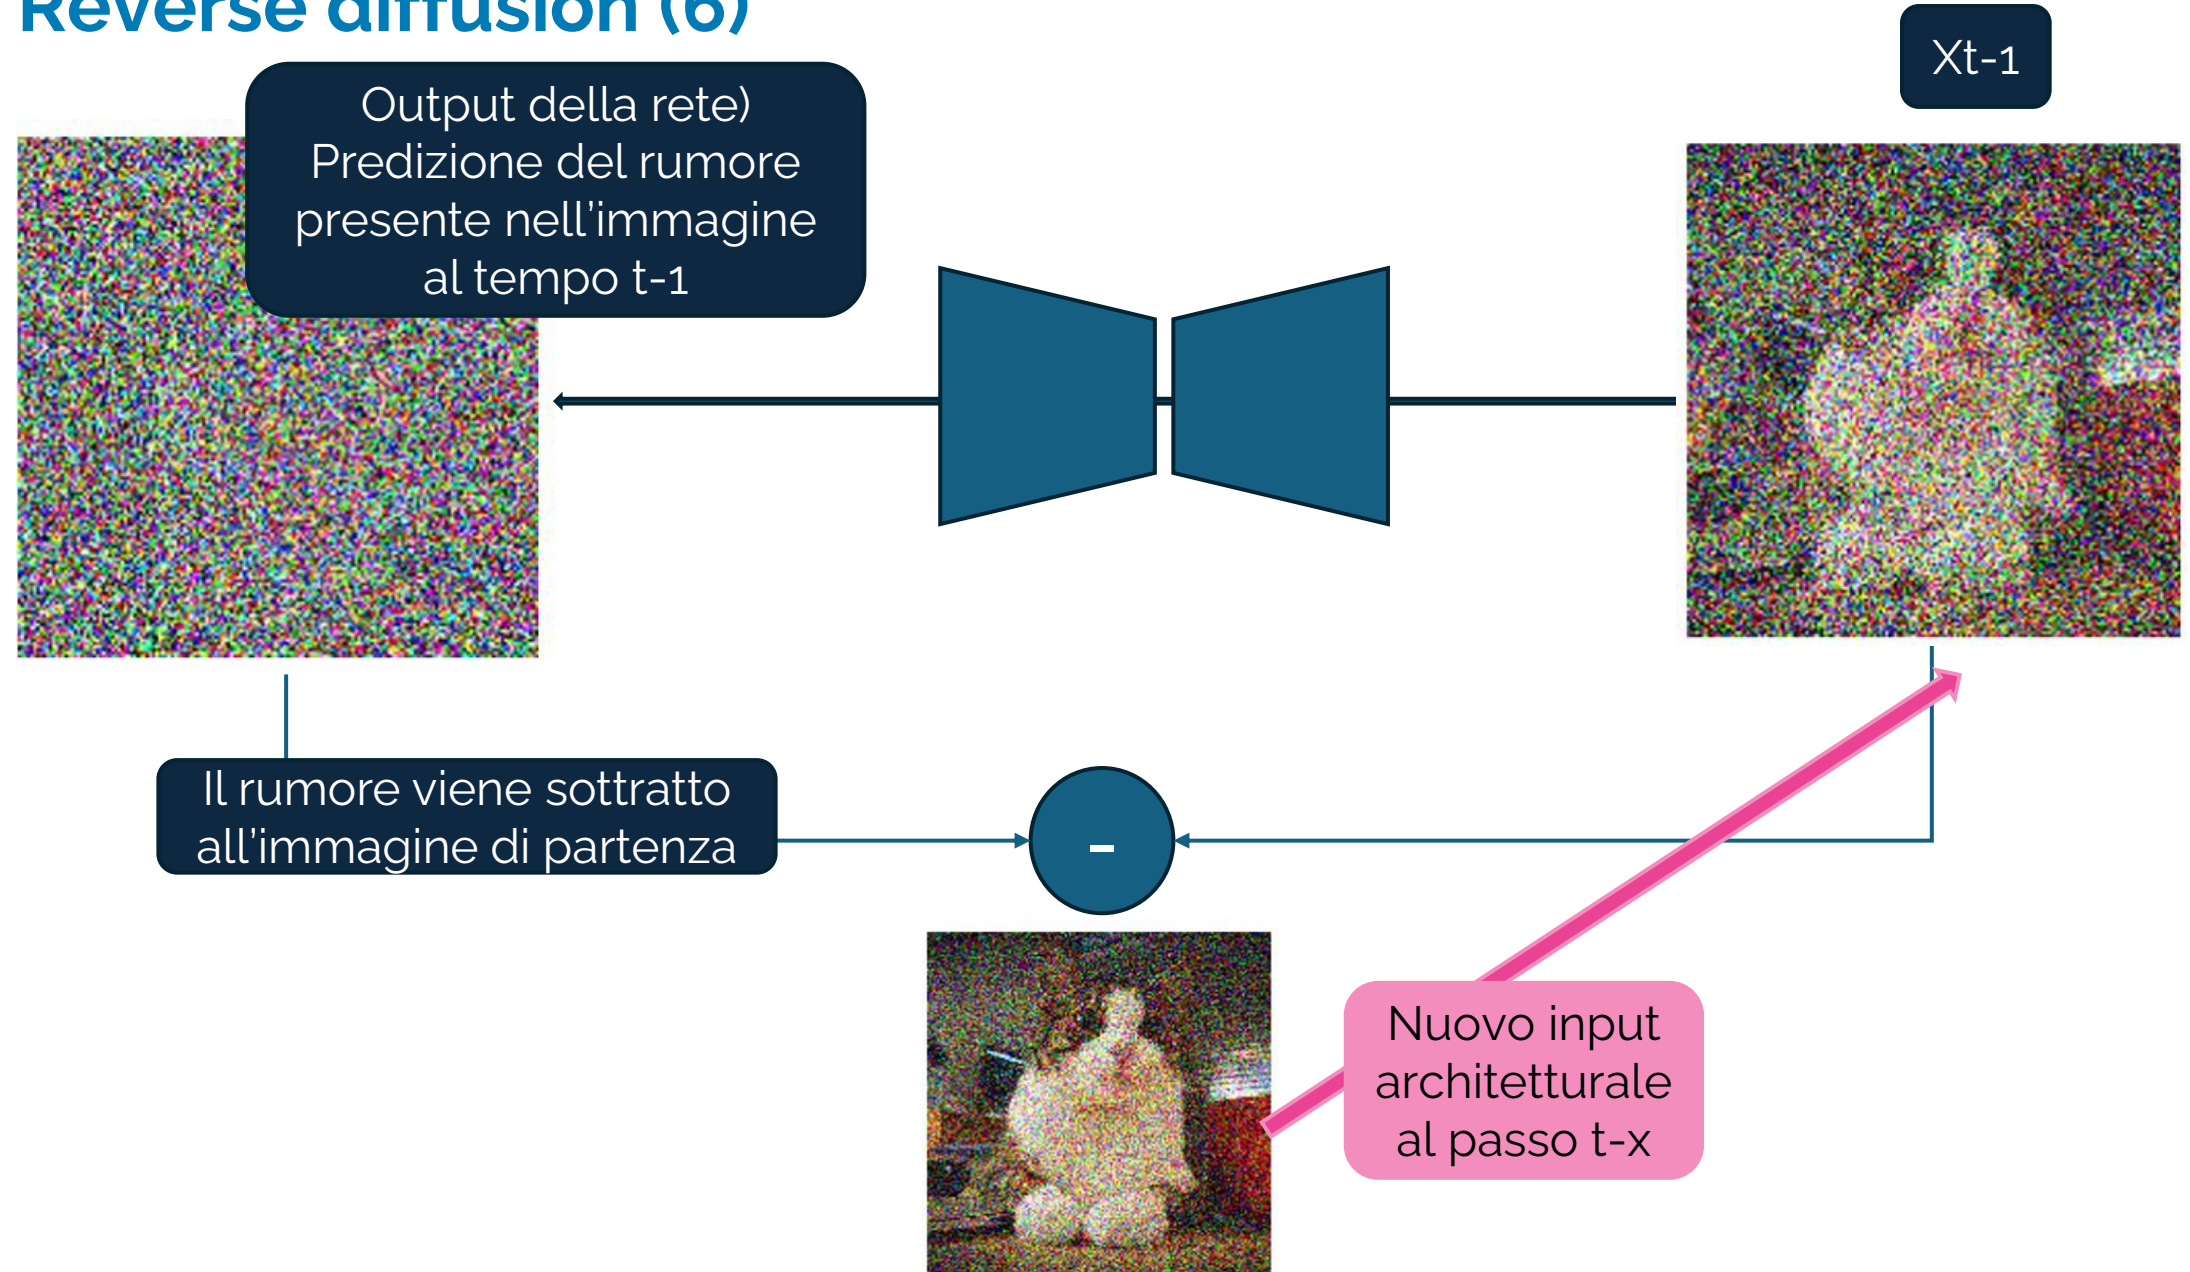 Reverse diffusion (6)
Xt-1
Output della rete)
Predizione del rumore
presente nell'immagine
al tempo t-1
Il rumore viene sottratto
all'immagine di partenza
-
Nuovo input
architetturale
al passo t-x